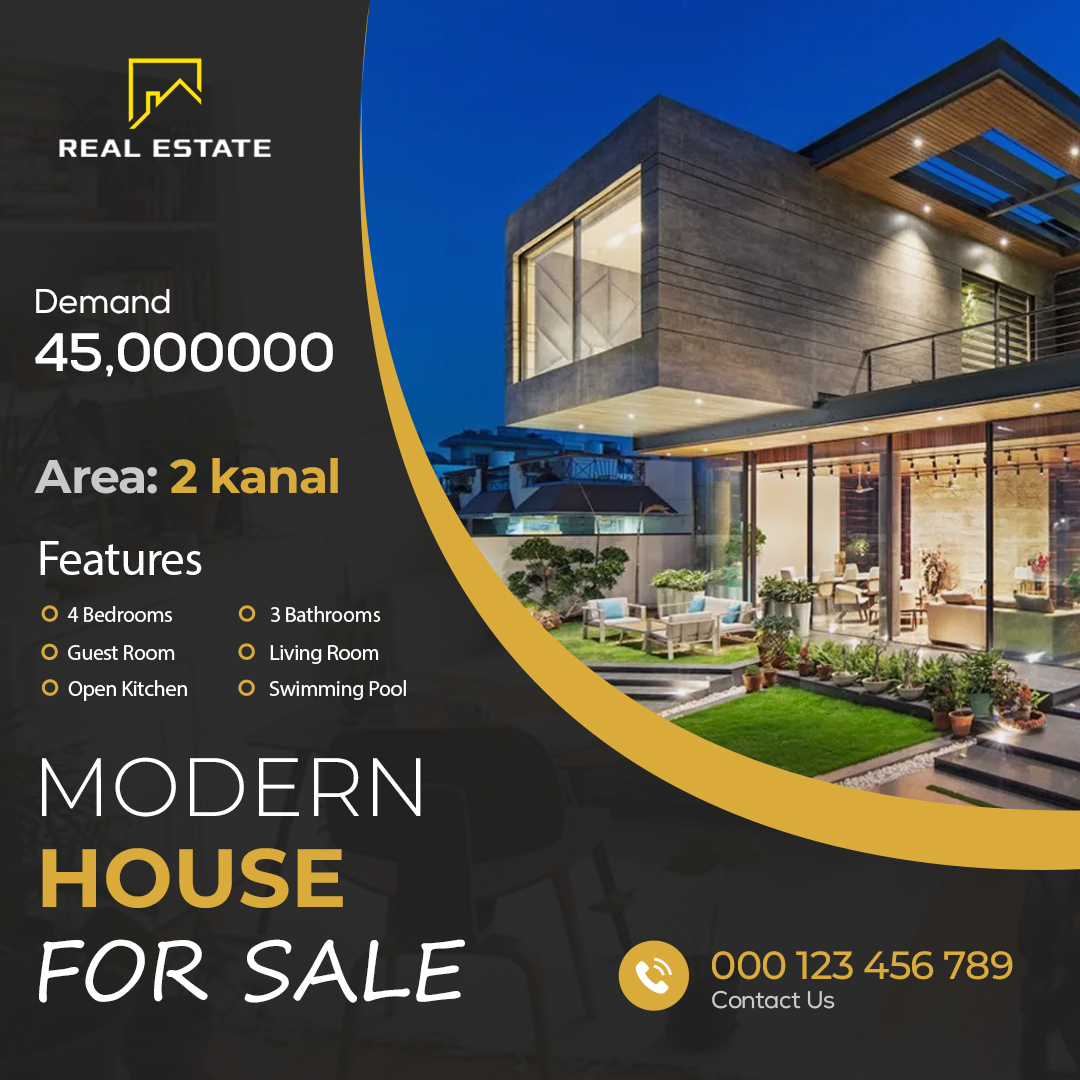 REAL ESTATE
Demand
45,000000
Area: 2 kanal
Features
4 Bedrooms
3 Bathrooms
Guest Room
Living Room
Open Kitchen
Swimming Pool
MODERN
HOUSE
FOR SALE
000 123 456 789
Contact Us